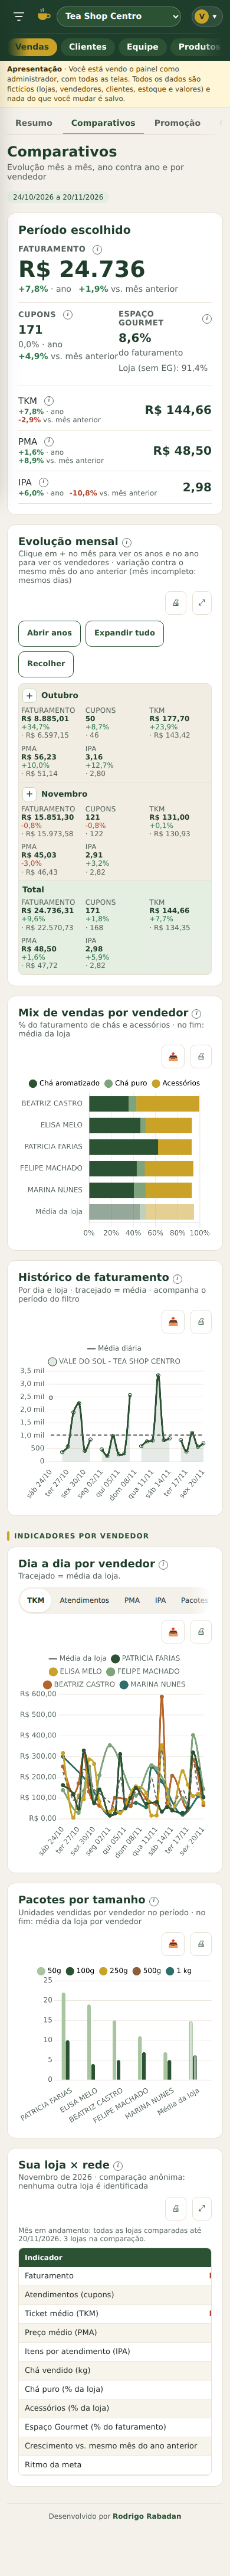 Tea Shop Centro
V
Vendas Clientes Equipe Produtos
Apresentação · Você está vendo o painel como administrador, com todas as telas. Todos os dados são fictícios (lojas, vendedores, clientes, estoque e valores) e nada do que você mudar é salvo.
Resumo Comparativos Promoção
Comparativos
Evolução mês a mês, ano contra ano e por vendedor
24/10/2026 a 20/11/2026
Período escolhido
FATURAMENTO i
R$ 24.736
+7,8% · ano +1,9% vs. mês anterior
CUPONS i
171
0,0% · ano
+4,9% vs. mês anterior
ESPAÇO GOURMET i
8,6%
do faturamento
Loja (sem EG): 91,4%
TKM i
+7,8% · ano
-2,9% vs. mês anterior
R$ 144,66
PMA i
+1,6% · ano
+8,9% vs. mês anterior
R$ 48,50
IPA i
+6,0% · ano -10,8% vs. mês anterior
2,98
Evolução mensal i
Clique em + no mês para ver os anos e no ano para ver os vendedores · variação contra o mesmo mês do ano anterior (mês incompleto: mesmos dias)
Abrir anos Expandir tudo
Recolher
+ Outubro
FATURAMENTO CUPONS TKM
R$ 8.885,01 50 R$ 177,70
+34,7% +8,7% +23,9%
· R$ 6.597,15 · 46 · R$ 143,42
PMA IPA
R$ 56,23 3,16
+10,0% +12,7%
· R$ 51,14 · 2,80
+ Novembro
FATURAMENTO CUPONS TKM
R$ 15.851,30 121 R$ 131,00
-0,8% -0,8% +0,1%
· R$ 15.973,58 · 122 · R$ 130,93
PMA IPA
R$ 45,03 2,91
-3,0% +3,2%
· R$ 46,43 · 2,82
Total
FATURAMENTO CUPONS TKM
R$ 24.736,31 171 R$ 144,66
+9,6% +1,8% +7,7%
· R$ 22.570,73 · 168 · R$ 134,35
PMA IPA
R$ 48,50 2,98
+1,6% +5,9%
· R$ 47,72 · 2,82
Mix de vendas por vendedor i
% do faturamento de chás e acessórios · no fim: média da loja
Chá aromatizado Chá puro Acessórios
BEATRIZ CASTRO
ELISA MELO
PATRICIA FARIAS
FELIPE MACHADO
MARINA NUNES
Média da loja
0% 20% 40% 60% 80% 100%
Histórico de faturamento i
Por dia e loja · tracejado = média · acompanha o período do filtro
Média diária
VALE DO SOL - TEA SHOP CENTRO
3,5 mil
3,0 mil
2,5 mil
2,0 mil
1,5 mil
1,0 mil
500
0
sáb 24/10 ter 27/10 sex 30/10 seg 02/11 qui 05/11 dom 08/11 qua 11/11 sáb 14/11 ter 17/11 sex 20/11
INDICADORES POR VENDEDOR
Dia a dia por vendedor i
Tracejado = média da loja.
TKM Atendimentos PMA IPA Pacotes
Média da loja PATRICIA FARIAS
ELISA MELO FELIPE MACHADO
BEATRIZ CASTRO MARINA NUNES
R$ 600,00
R$ 500,00
R$ 400,00
R$ 300,00
R$ 200,00
R$ 100,00
R$ 0,00
sáb 24/10 ter 27/10 sex 30/10 seg 02/11 qui 05/11 dom 08/11 qua 11/11 sáb 14/11 ter 17/11 sex 20/11
Pacotes por tamanho i
Unidades vendidas por vendedor no período · no fim: média da loja por vendedor
50g 100g 250g 500g 1 kg
25
20
15
10
5
0
PATRICIA FARIAS ELISA MELO BEATRIZ CASTRO FELIPE MACHADO MARINA NUNES Média da loja
Sua loja × rede i
Novembro de 2026 · comparação anônima: nenhuma outra loja é identificada
Mês em andamento: todas as lojas comparadas até 20/11/2026. 3 lojas na comparação.
Indicador
Faturamento
Atendimentos (cupons)
Ticket médio (TKM)
Preço médio (PMA)
Itens por atendimento (IPA)
Chá vendido (kg)
Chá puro (% da loja)
Acessórios (% da loja)
Espaço Gourmet (% do faturamento)
Crescimento vs. mesmo mês do ano anterior
Ritmo da meta
Desenvolvido por Rodrigo Rabadan